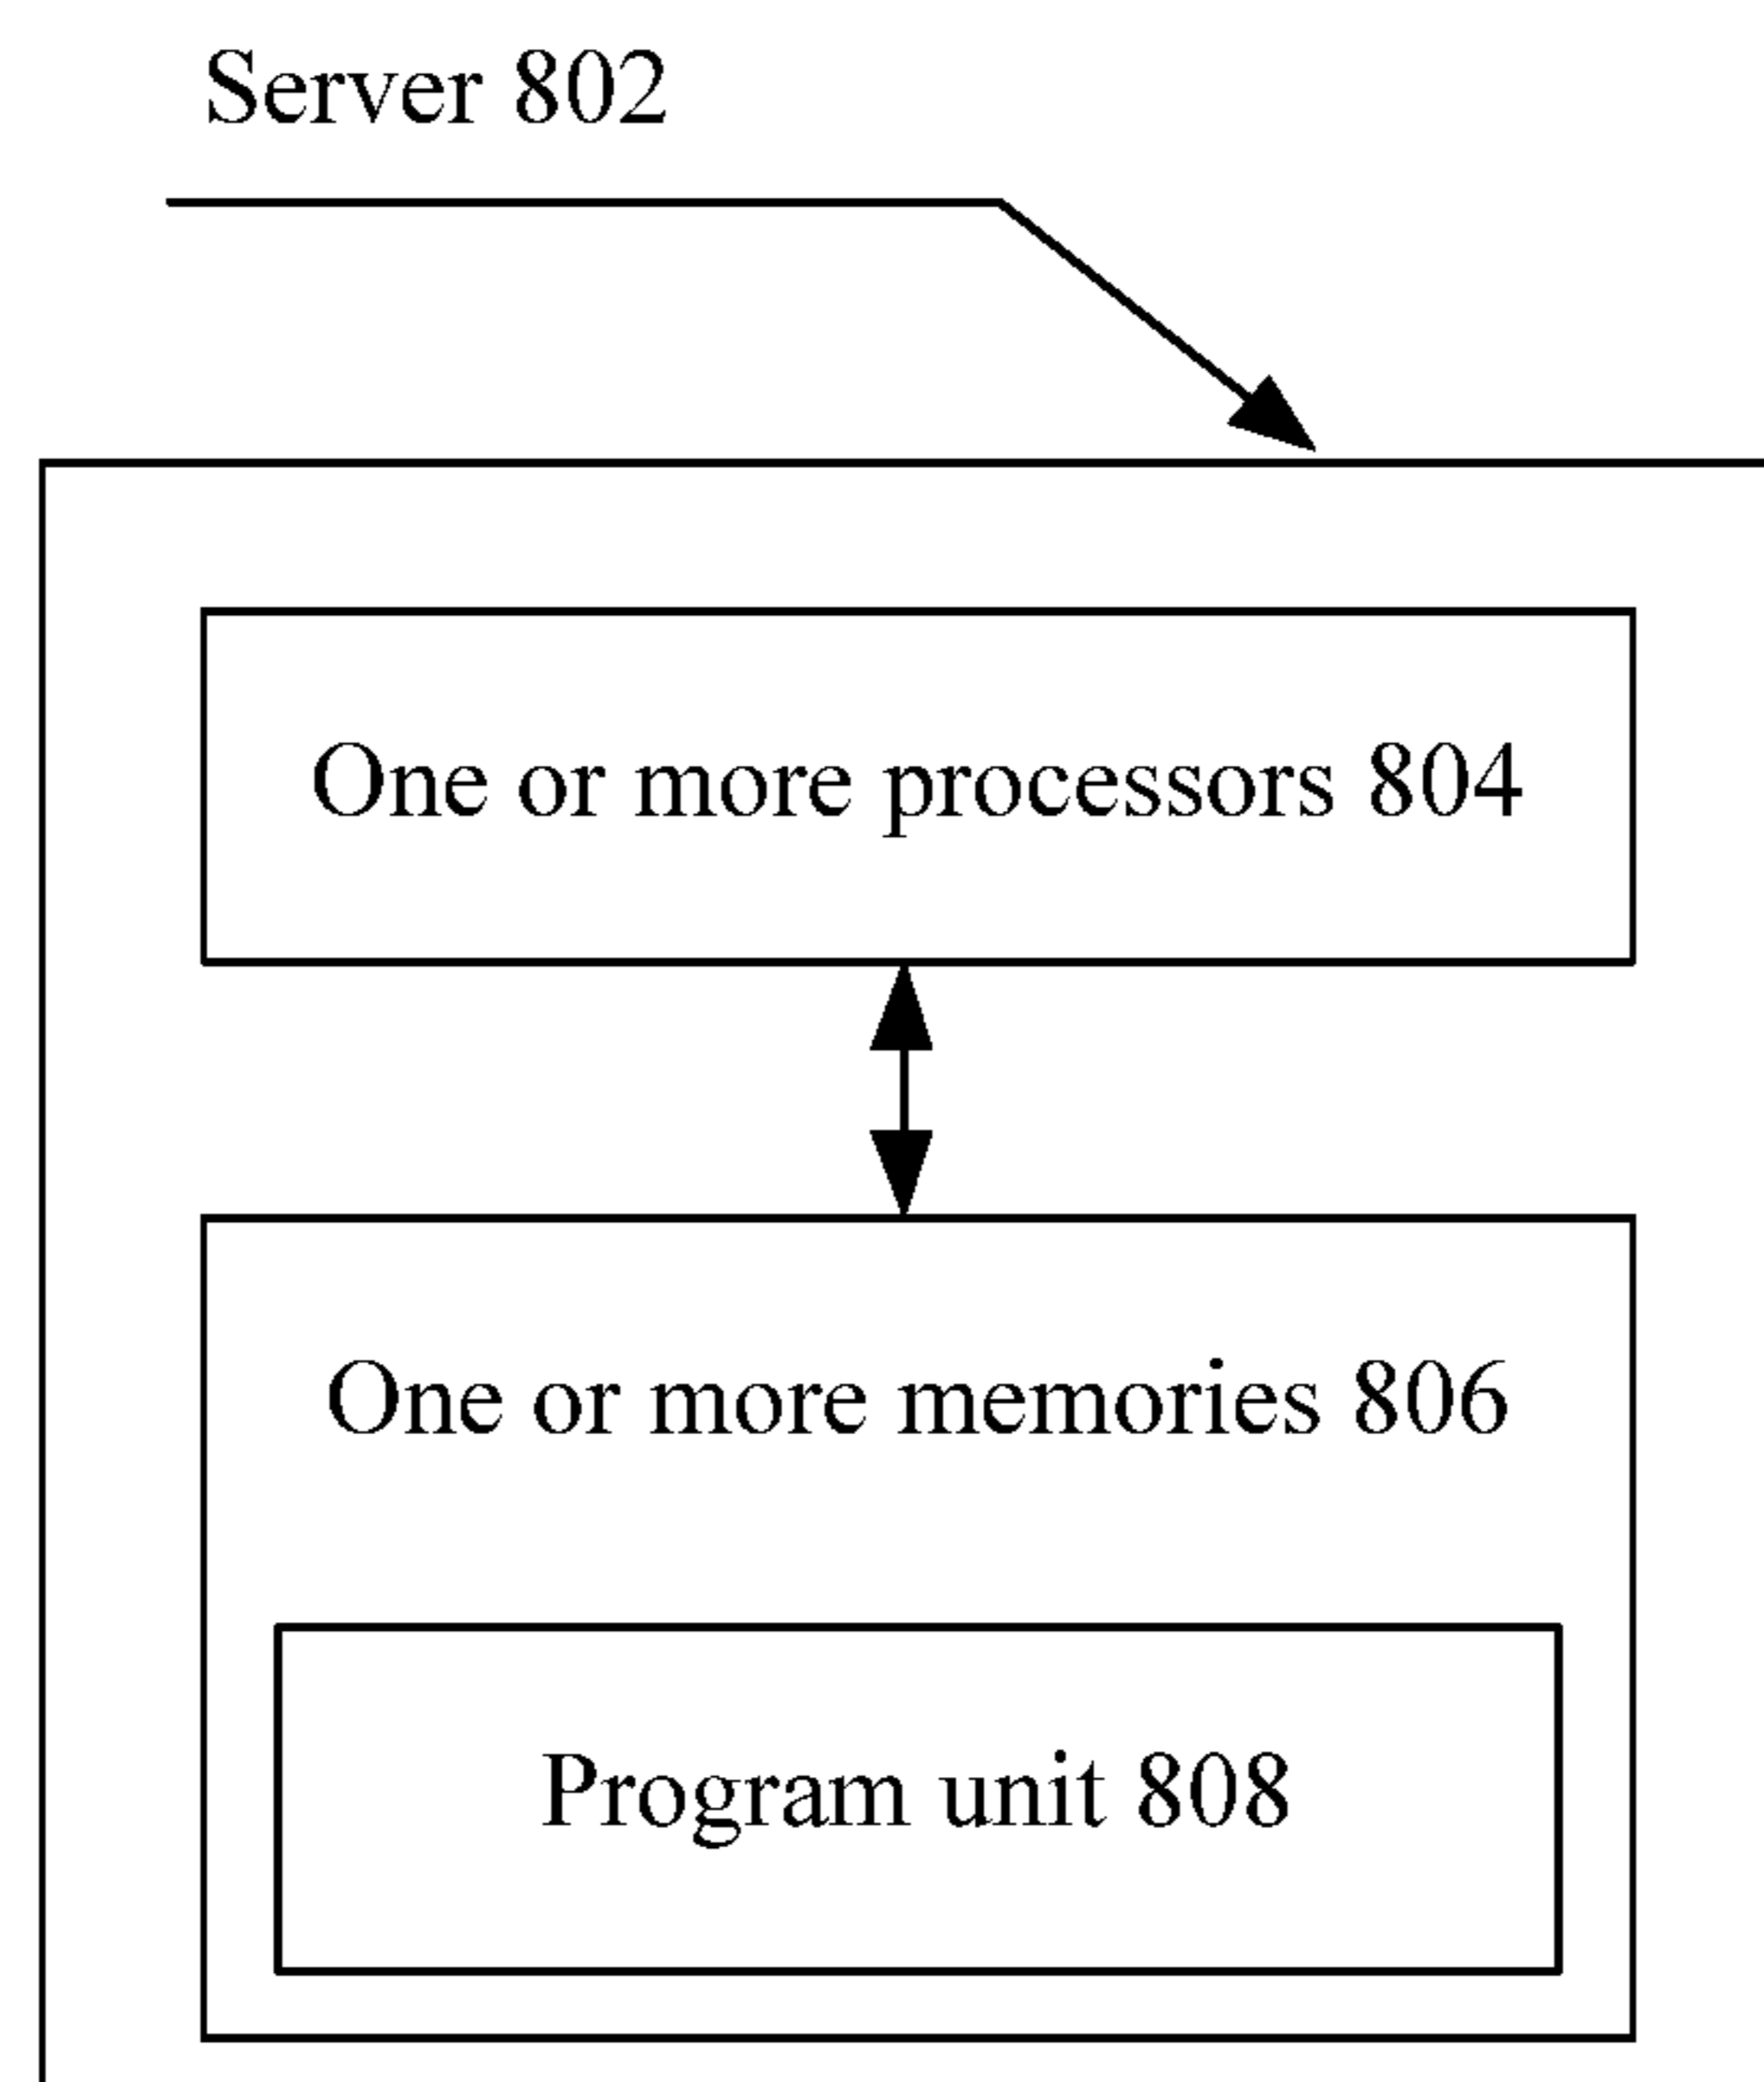 Server 802
One or more processors 804
One or more memories 806
Program unit 808